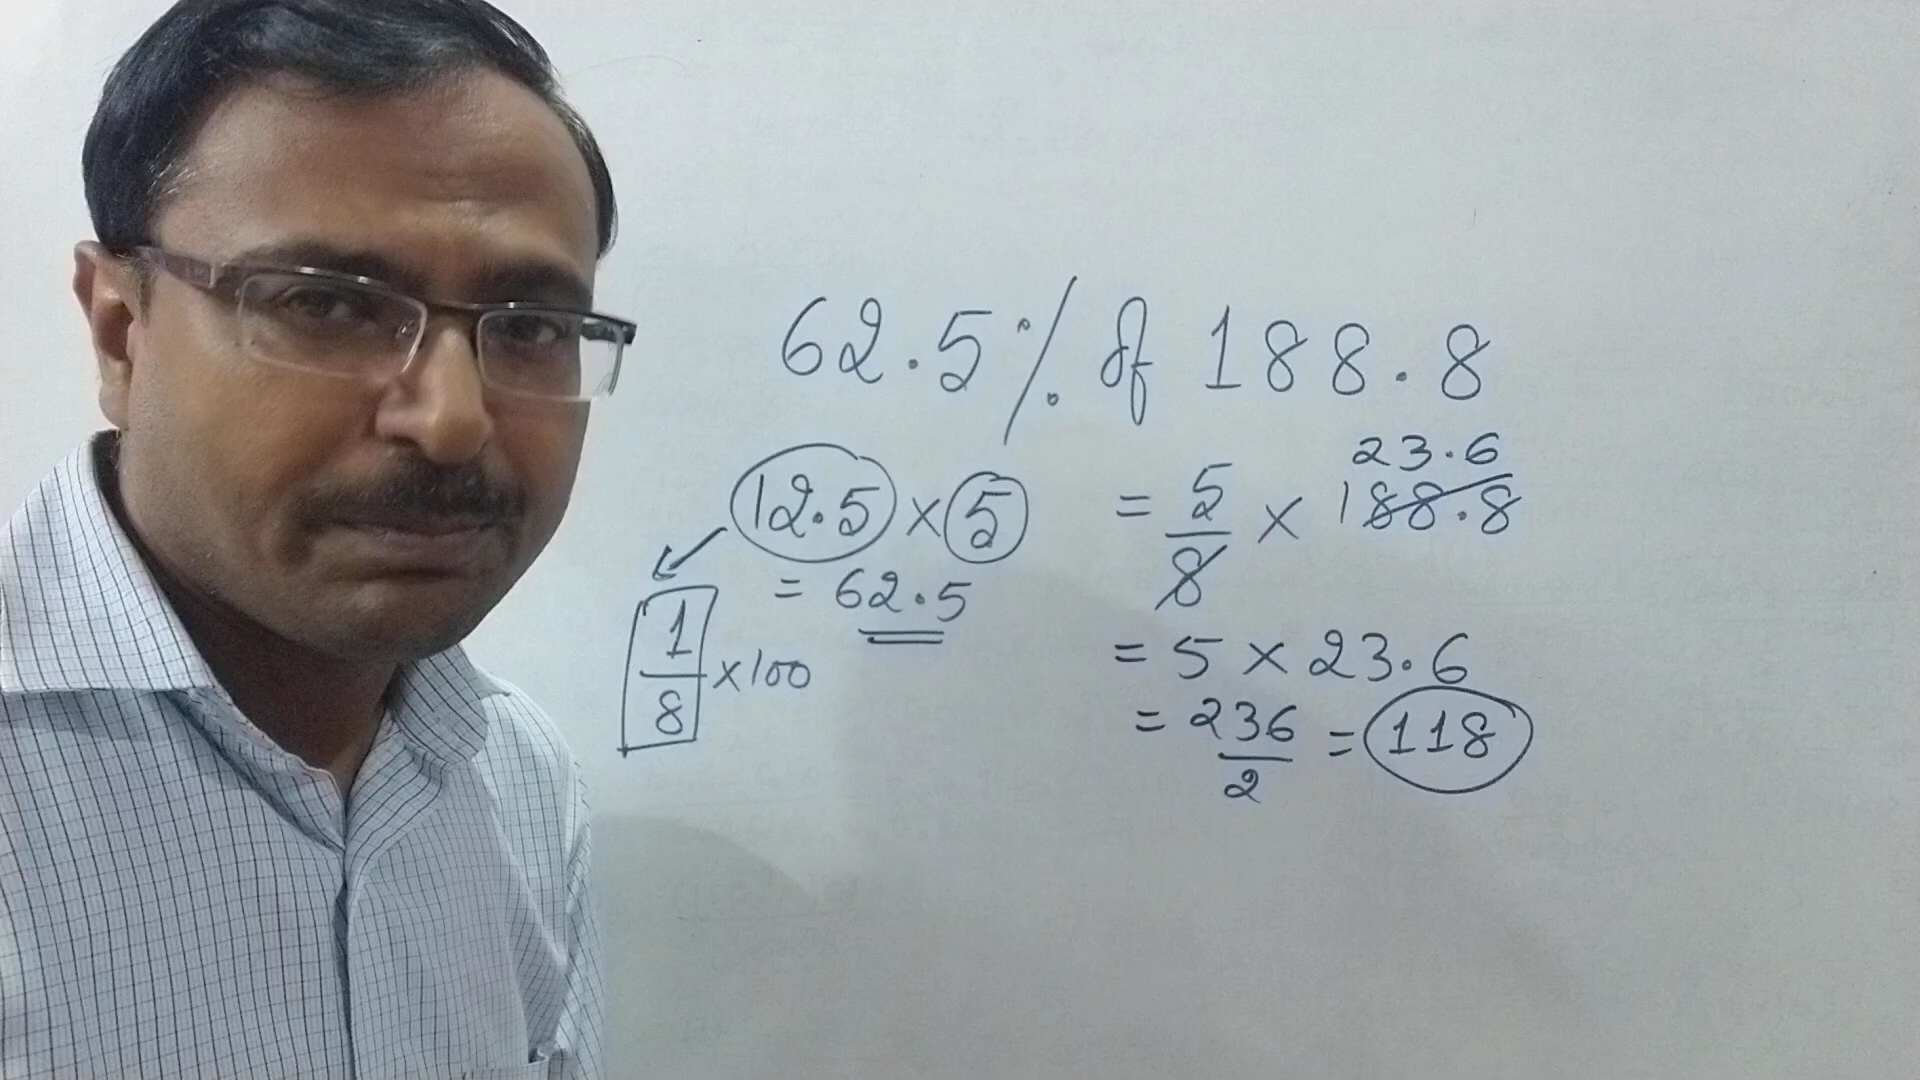 62.5% of 188.8
12.5 × 5
= 62.5
1/8 × 100
= 5/8 × 188.8
23.6
= 5 × 23.6
= 236/2 = 118